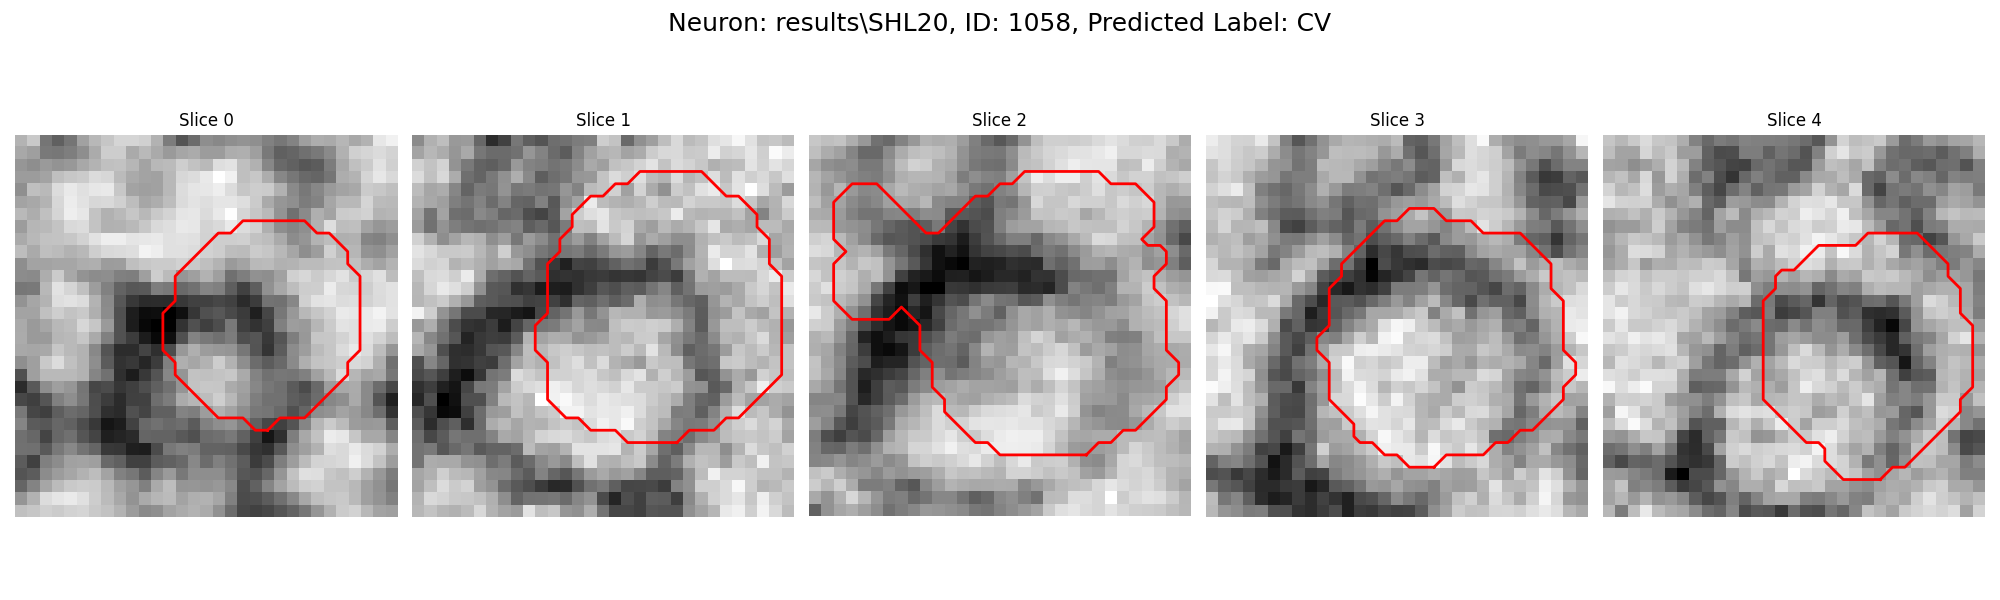 Neuron: results\SHL20, ID: 1058, Predicted Label: CV
Slice 0
Slice 1
Slice 2
Slice 3
Slice 4